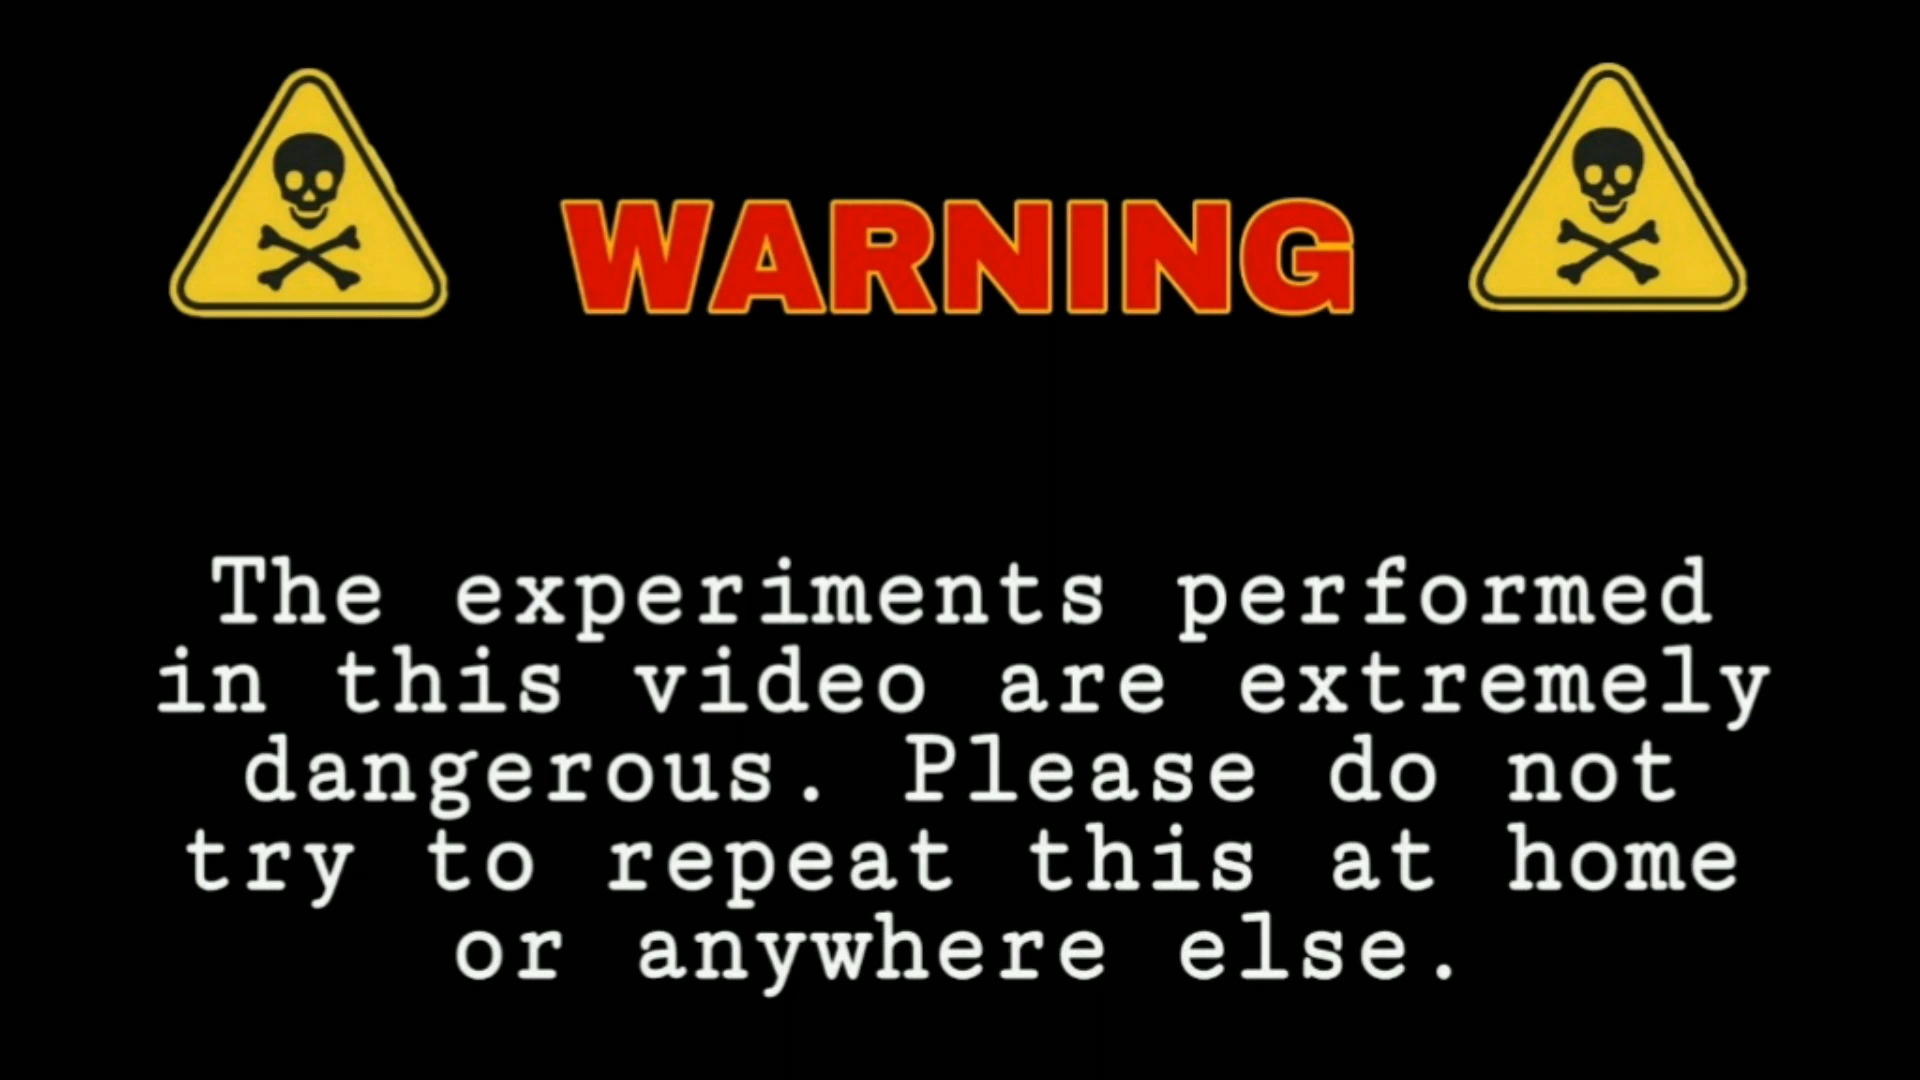 WARNING
The experiments performed
in this video are extremely
dangerous. Please do not
try to repeat this at home
or anywhere else.